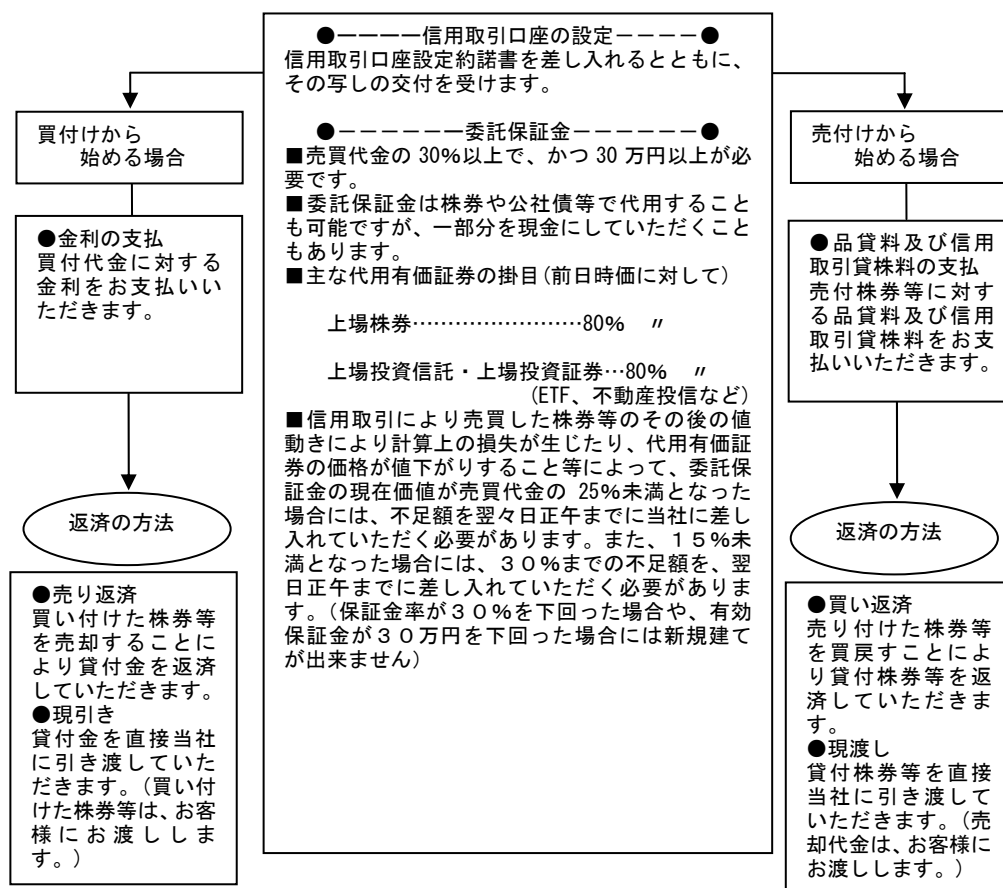 ●――――信用取引口座の設定――――●
信用取引口座設定約諾書を差し入れるとともに、
その写しの交付を受けます。
●――――――委託保証金――――――●
■売買代金の 30%以上で、かつ 30 万円以上が必
要です。
■委託保証金は株券や公社債等で代用すること
も可能ですが、一部分を現金にしていただくこと
もあります。
■主な代用有価証券の掛目(前日時価に対して)
上場株券……………………80% 〃
上場投資信託・上場投資証券…80% 〃
(ETF、不動産投信など)
■信用取引により売買した株券等のその後の値
動きにより計算上の損失が生じたり、代用有価証
券の価格が値下がりすること等によって、委託保
証金の現在価値が売買代金の 25%未満となった
場合には、不足額を翌々日正午までに当社に差し
入れていただく必要があります。また、15%未
満となった場合には、30%までの不足額を、翌
日正午までに差し入れていただく必要がありま
す。(保証金率が30%を下回った場合や、有効
保証金が30万円を下回った場合には新規建て
が出来ません)
買付けから
始める場合
●金利の支払
買付代金に対する
金利をお支払いい
ただきます。
返済の方法
●売り返済
買い付けた株券等
を売却することに
より貸付金を返済
していただきます。
●現引き
貸付金を直接当社
に引き渡していた
だきます。(買い付
けた株券等は、お客
様にお渡ししま
す。)
売付けから
始める場合
●品貸料及び信用
取引貸株料の支払
売付株券等に対す
る品貸料及び信用
取引貸株料をお支
払いいただきます。
返済の方法
●買い返済
売り付けた株券等
を買戻すことによ
り貸付株券等を返
済していただきま
す。
●現渡し
貸付株券等を直接
当社に引き渡して
いただきます。(売
却代金は、お客様に
お渡しします。)